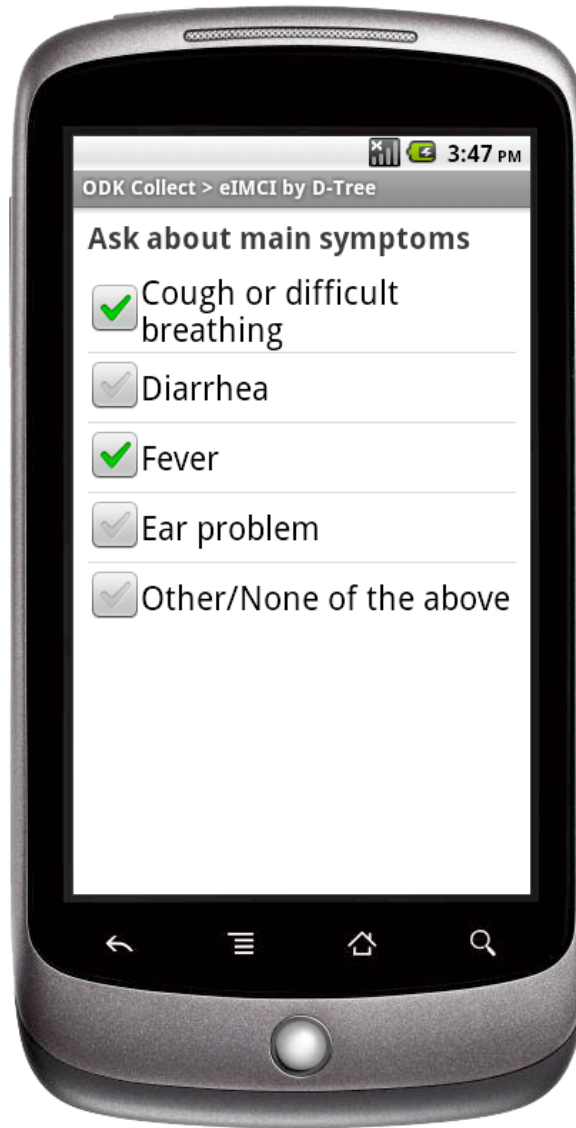 3:47 PM
ODK Collect > eIMCI by D-Tree
Ask about main symptoms
Cough or difficult
breathing
Diarrhea
Fever
Ear problem
Other/None of the above